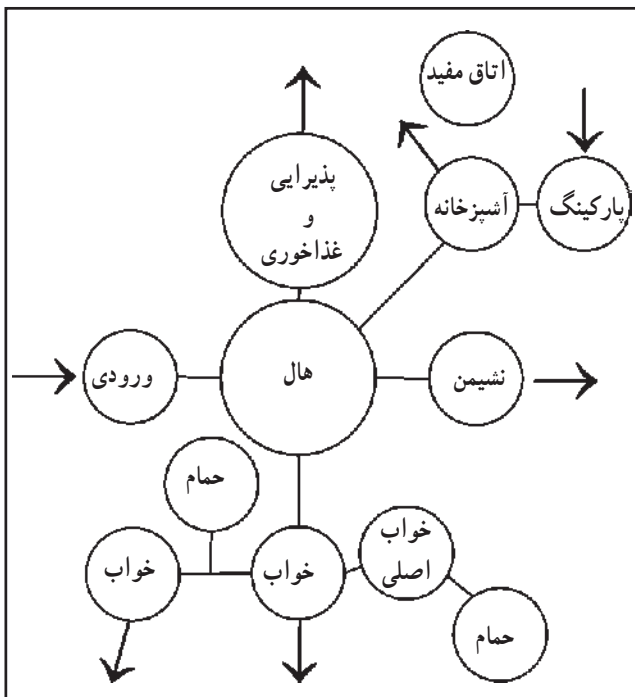 اتاق مفید
پذیرایی
و
غذاخوری
آشپزخانه
پارکینگ
ورودی
هال
نشیمن
حمام
خواب
خواب
خواب
اصلی
حمام